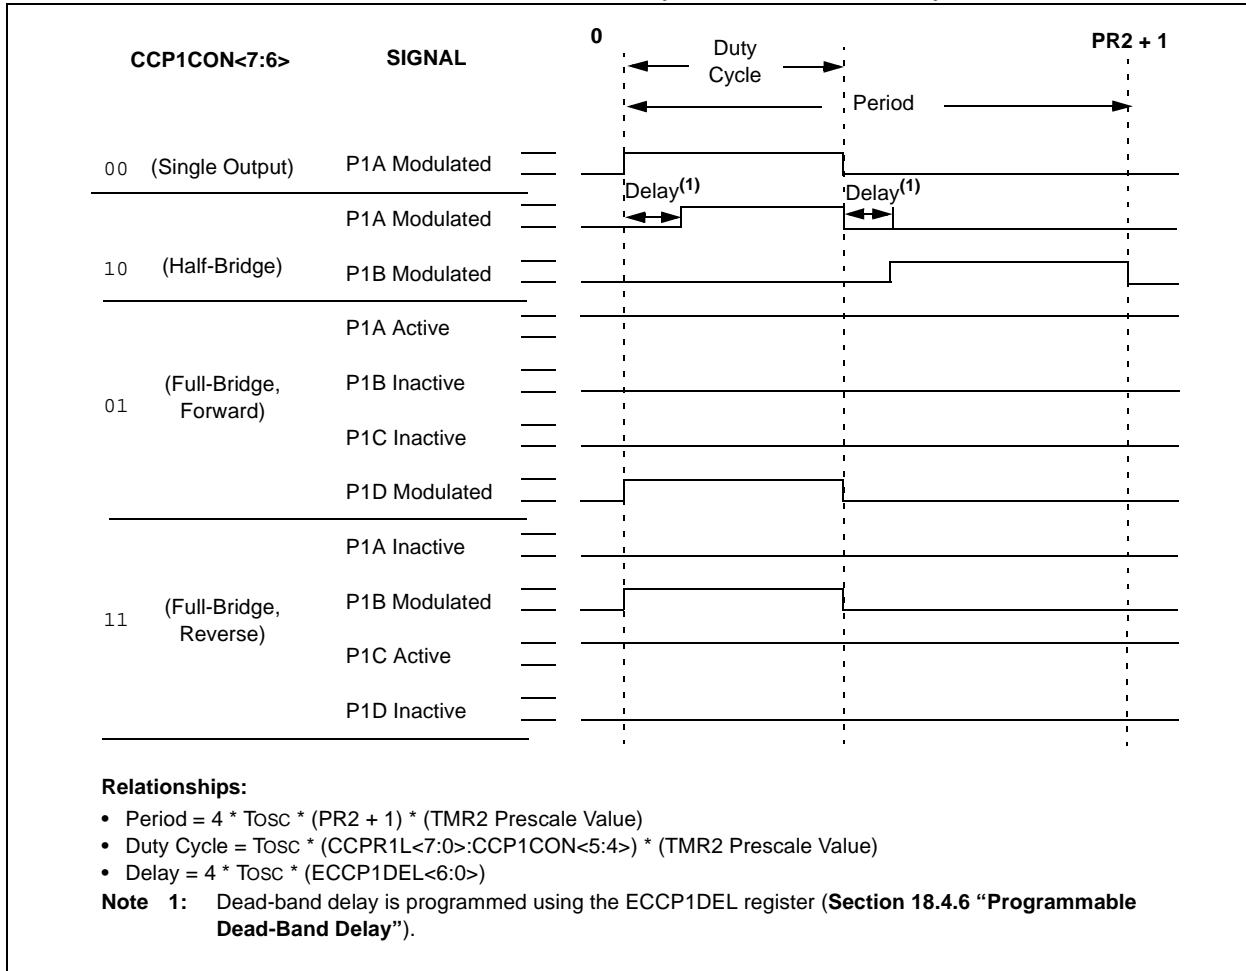 0
PR2 + 1
CCP1CON<7:6>
SIGNAL
Duty
Cycle
Period
00 (Single Output) P1A Modulated
Delay(1)
Delay(1)
P1A Modulated
10 (Half-Bridge)
P1B Modulated
P1A Active
01 (Full-Bridge,
Forward)
P1B Inactive
P1C Inactive
P1D Modulated
P1A Inactive
11 (Full-Bridge,
Reverse)
P1B Modulated
P1C Active
P1D Inactive
Relationships:
• Period = 4 * TOSC * (PR2 + 1) * (TMR2 Prescale Value)
• Duty Cycle = TOSC * (CCPR1L<7:0>:CCP1CON<5:4>) * (TMR2 Prescale Value)
• Delay = 4 * TOSC * (ECCP1DEL<6:0>)
Note 1: Dead-band delay is programmed using the ECCP1DEL register (Section 18.4.6 “Programmable
Dead-Band Delay”).